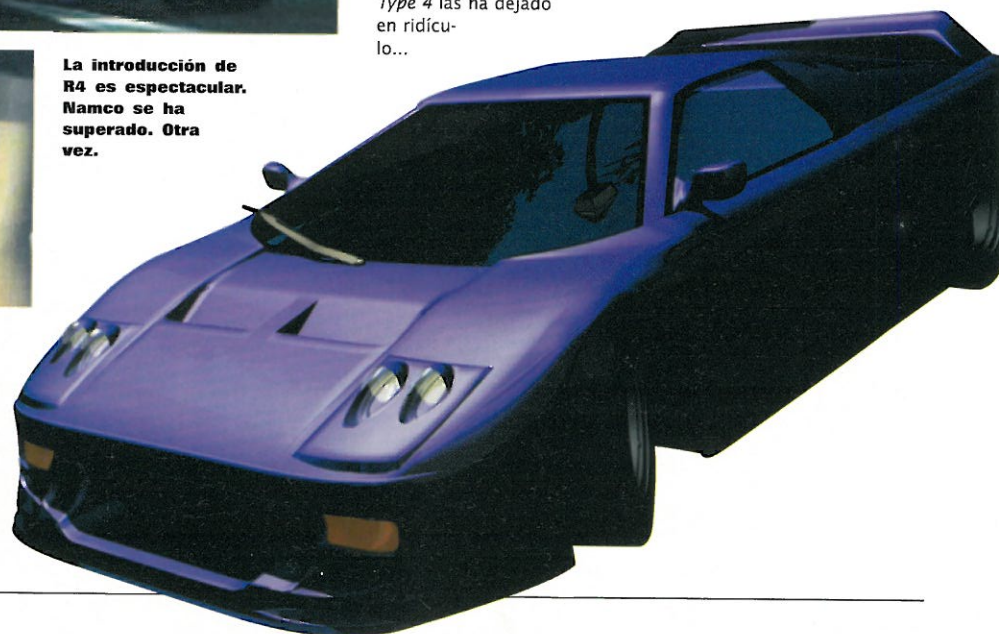 Type 4 las ha dejado
en ridícu-
lo...
La introducción de
R4 es espectacular.
Namco se ha
superado. Otra
vez.